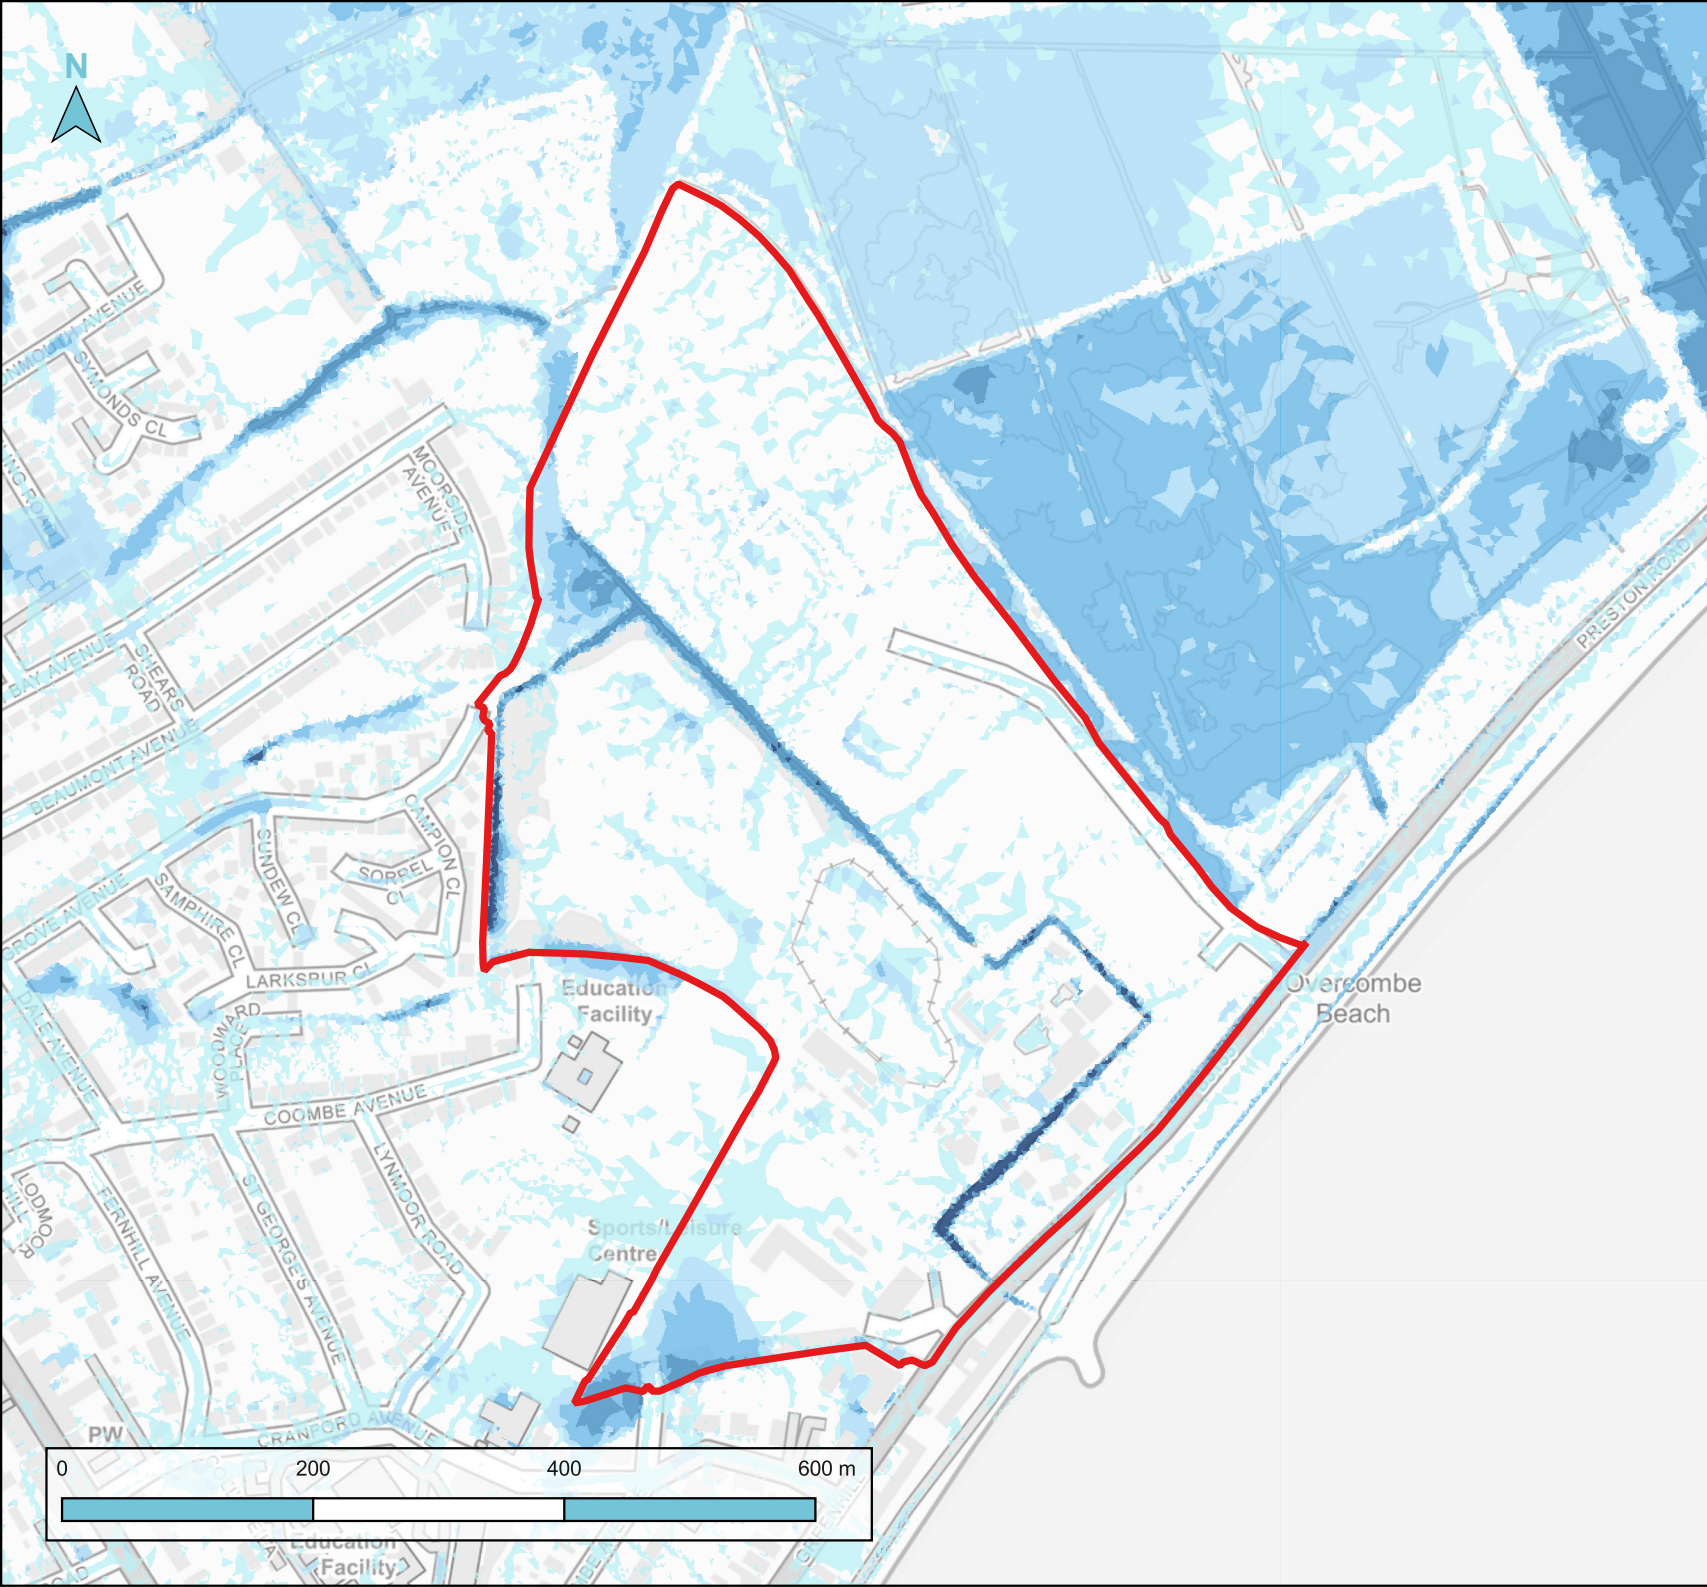 N
AVENUE
SYMONDS CL
MOORSIDE
AVENUE
BAY AVENUE
SHEARS
ROAD
BEAUMONT AVENUE
PRESTON ROAD
CAMPION CL
SUNDEW CL
SORREL
CL
SAMPHIRE CL
GROVE AVENUE
LARKSPUR CL
Education
Facility
Overcombe
Beach
DALE AVENUE
WOODWARD
PLACE
COOMBE AVENUE
LYNMOOR ROAD
LODMOOR
HILL
FERNHILL AVENUE
ST GEORGE'S AVENUE
Sports/Leisure
Centre
PW
CRANFORD AVENUE
0 200 400 600 m
Education
Facility